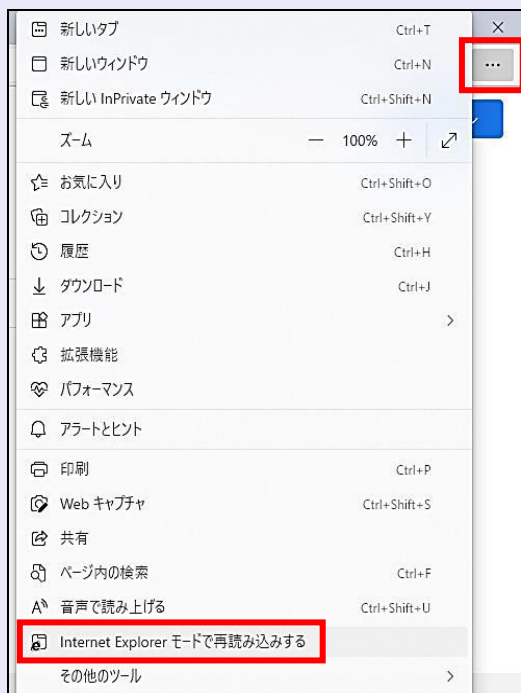 新しいタブ Ctrl+T
新しいウィンドウ Ctrl+N
新しい InPrivate ウィンドウ Ctrl+Shift+N
ズーム — 100% +
お気に入り Ctrl+Shift+O
コレクション Ctrl+Shift+Y
履歴 Ctrl+H
ダウンロード Ctrl+J
アプリ
拡張機能
パフォーマンス
アラートとヒント
印刷 Ctrl+P
Web キャプチャ Ctrl+Shift+S
共有
ページ内の検索 Ctrl+F
音声で読み上げる Ctrl+Shift+U
Internet Explorer モードで再読み込みする
その他のツール